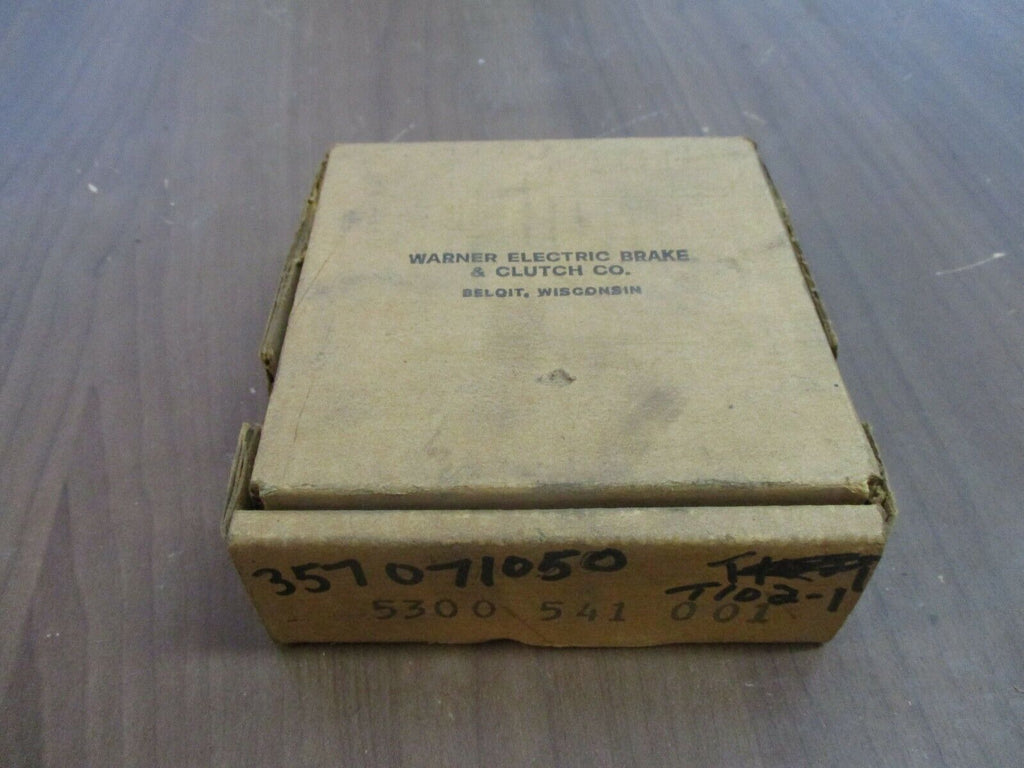 WARNER ELECTRIC BRAKE
& CLUTCH CO.
BELOIT, WISCONSIN
357071050
T102-1
5300 541 001